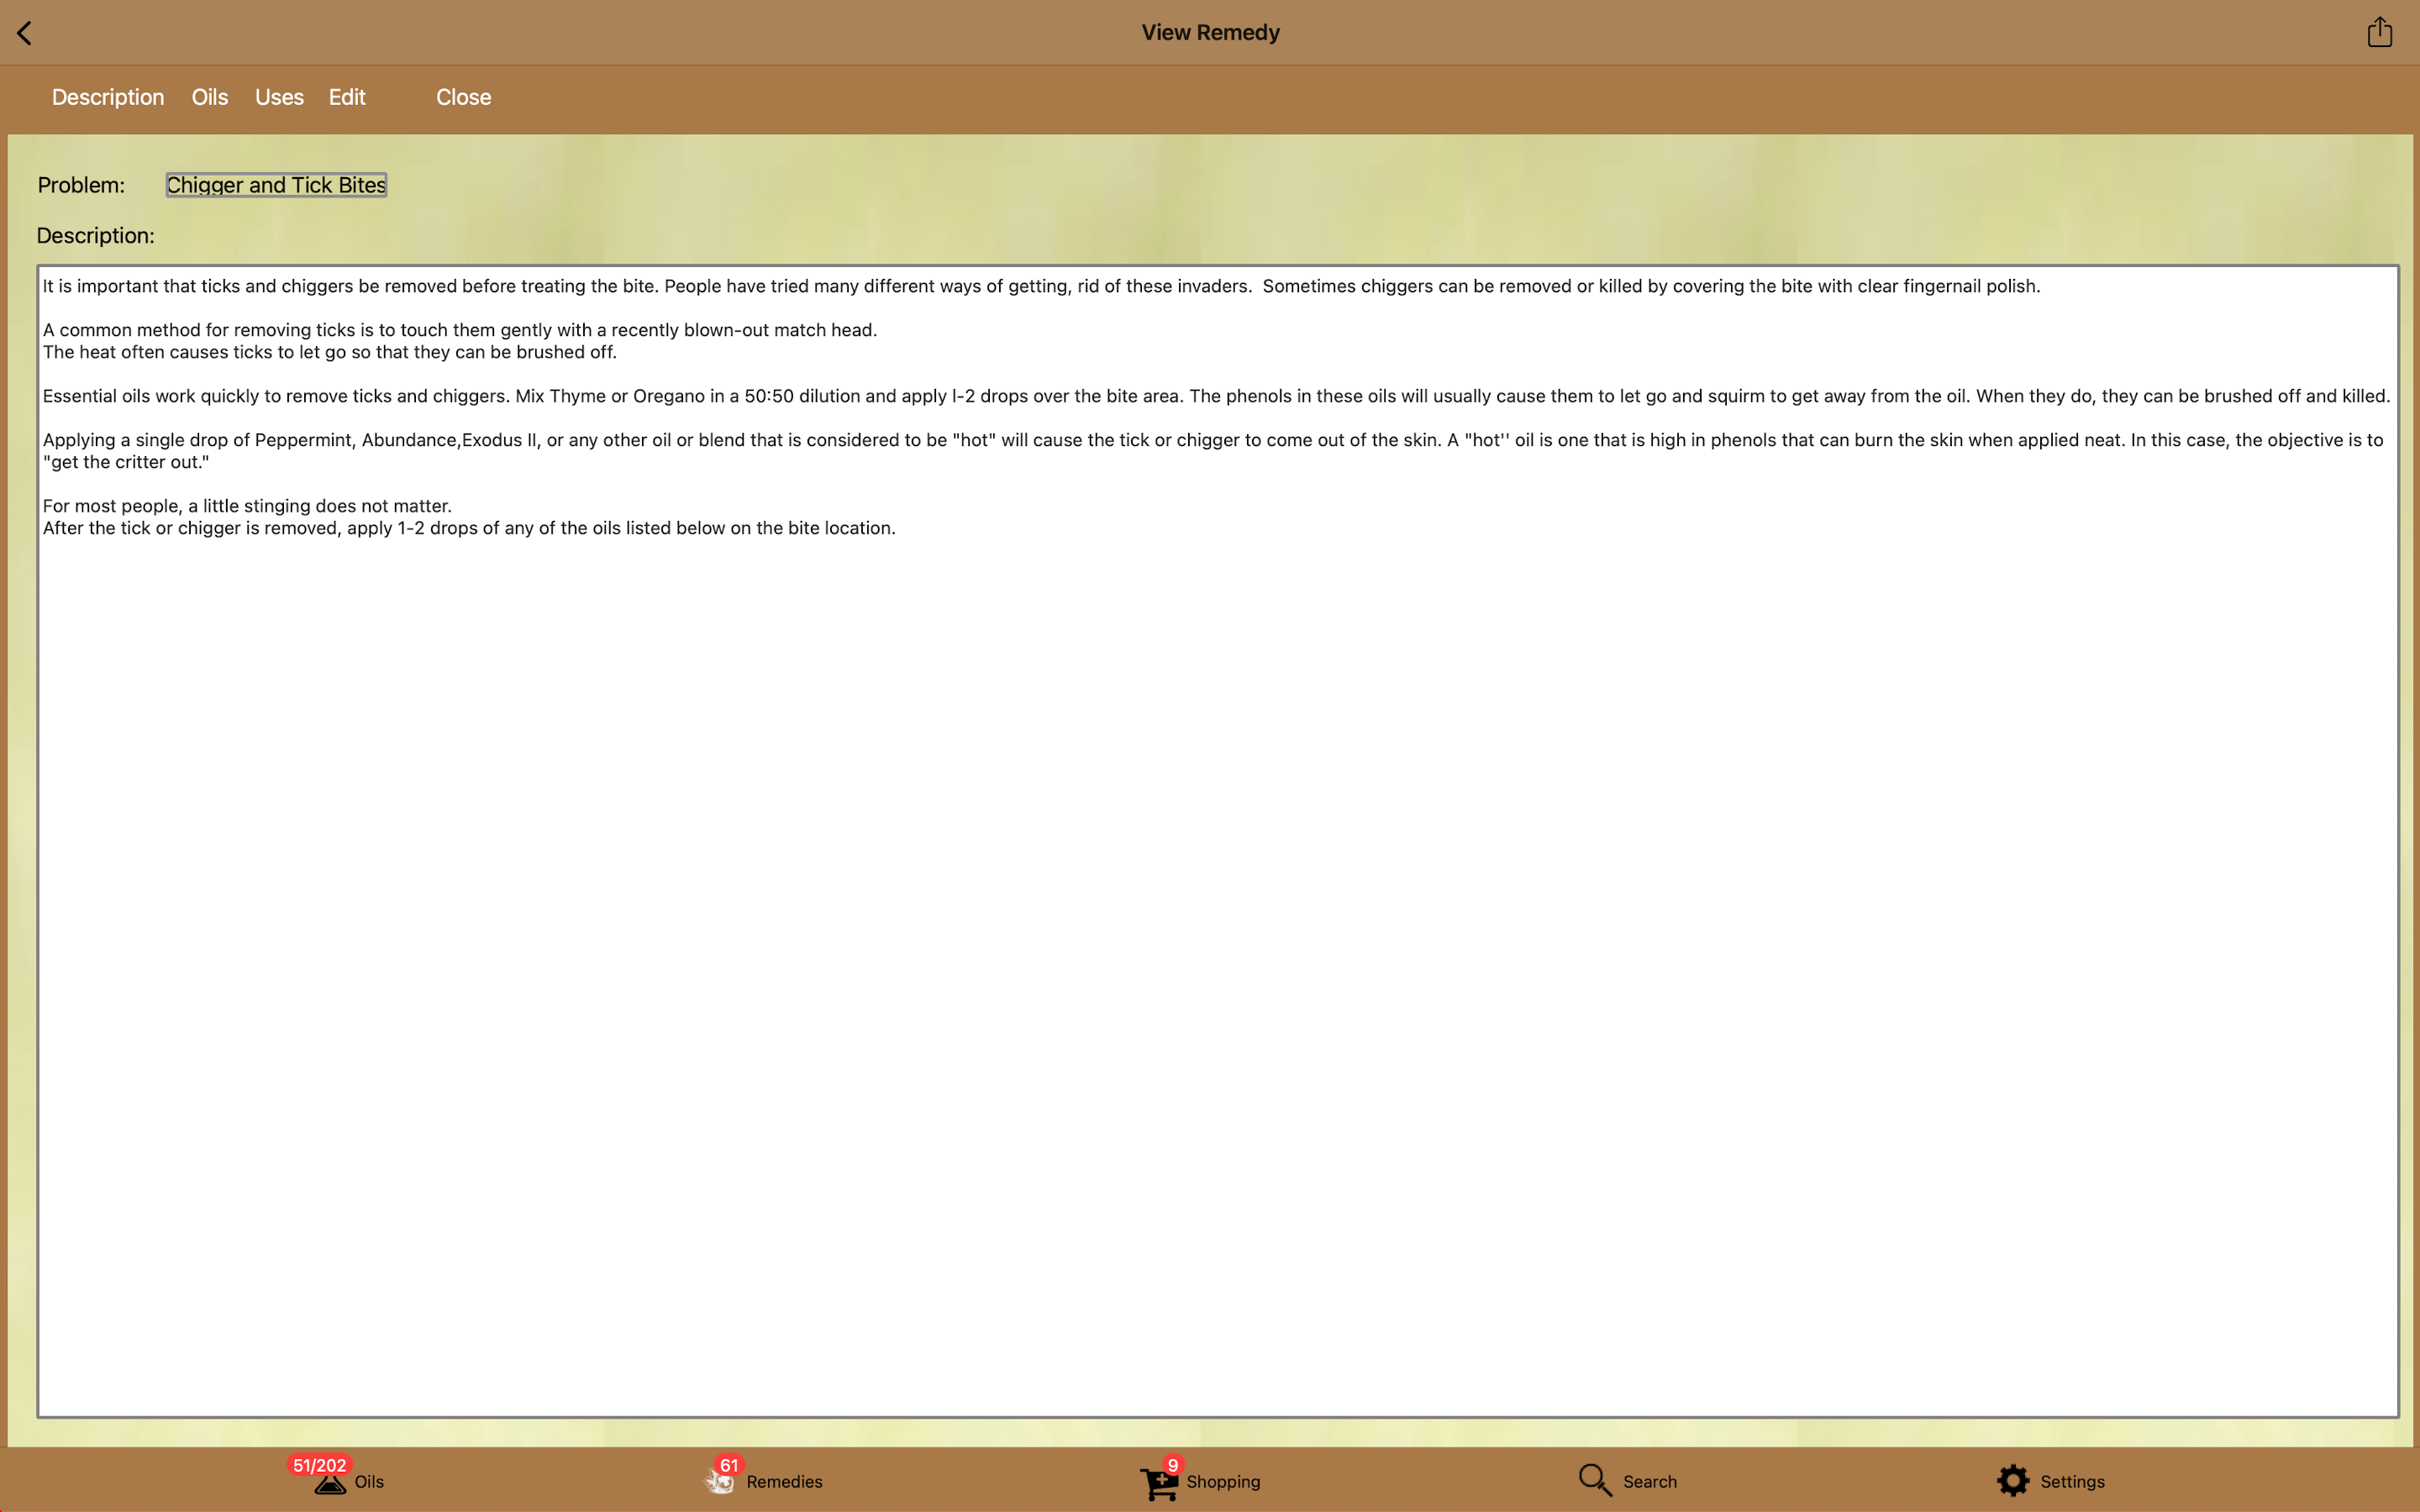 View Remedy
Description Oils Uses Edit Close
Problem: Chigger and Tick Bites
Description:
It is important that ticks and chiggers be removed before treating the bite. People have tried many different ways of getting, rid of these invaders.  Sometimes chiggers can be removed or killed by covering the bite with clear fingernail polish.
A common method for removing ticks is to touch them gently with a recently blown-out match head.
The heat often causes ticks to let go so that they can be brushed off.
Essential oils work quickly to remove ticks and chiggers. Mix Thyme or Oregano in a 50:50 dilution and apply l-2 drops over the bite area. The phenols in these oils will usually cause them to let go and squirm to get away from the oil. When they do, they can be brushed off and killed.
Applying a single drop of Peppermint, Abundance,Exodus II, or any other oil or blend that is considered to be "hot" will cause the tick or chigger to come out of the skin. A "hot'' oil is one that is high in phenols that can burn the skin when applied neat. In this case, the objective is to
"get the critter out."
For most people, a little stinging does not matter.
After the tick or chigger is removed, apply 1-2 drops of any of the oils listed below on the bite location.
51/202 Oils 61 Remedies 9 Shopping Search Settings